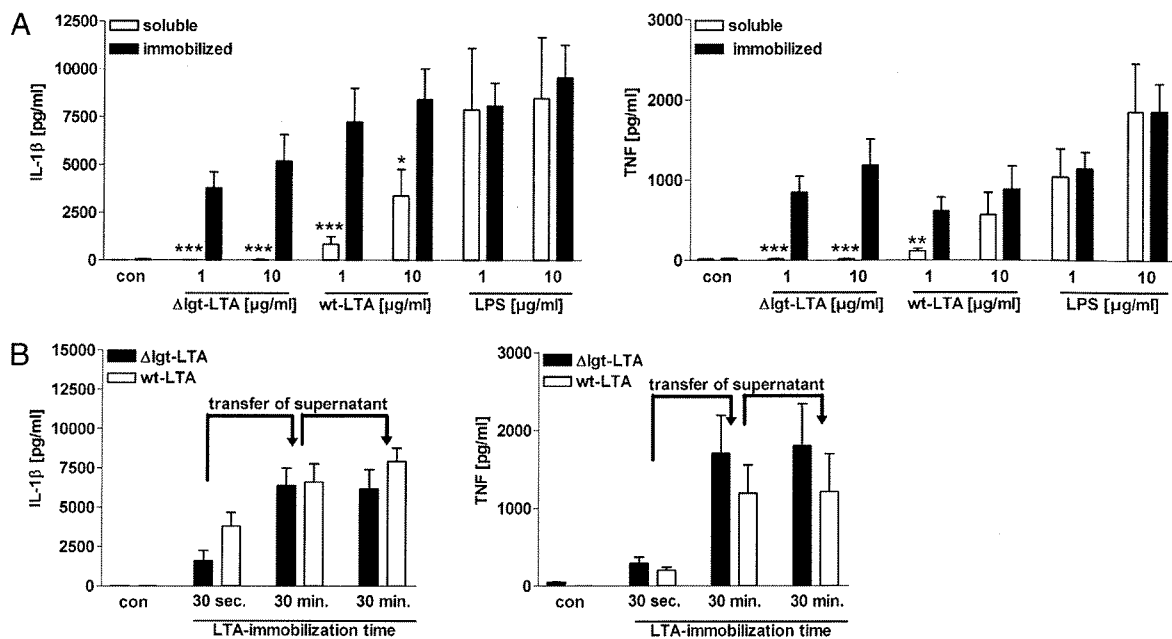 A
12500
10000
7500
5000
2500
0
IL-1β [pg/ml]
soluble
immobilized
***
***
***
*
con
1
10
1
10
1
10
Δlgt-LTA [µg/ml]
wt-LTA [µg/ml]
LPS [µg/ml]
3000
2000
1000
0
TNF [pg/ml]
soluble
immobilized
***
***
**
con
1
10
1
10
1
10
Δlgt-LTA [µg/ml]
wt-LTA [µg/ml]
LPS [µg/ml]
B
15000
12500
10000
7500
5000
2500
0
IL-1β [pg/ml]
Δlgt-LTA
wt-LTA
transfer of supernatant
con
30 sec.
30 min.
30 min.
LTA-immobilization time
3000
2000
1000
0
TNF [pg/ml]
Δlgt-LTA
wt-LTA
transfer of supernatant
con
30 sec.
30 min.
30 min.
LTA-immobilization time